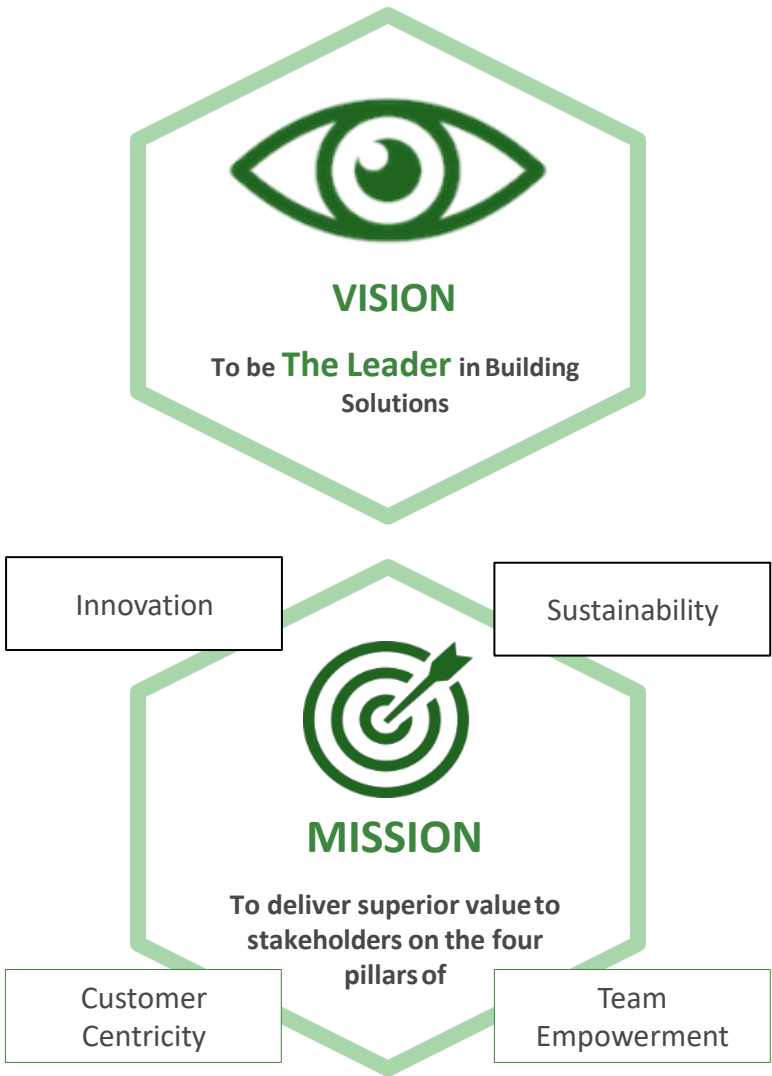 VISION
To be The Leader in Building
Solutions
Innovation
Sustainability
MISSION
To deliver superior value to
stakeholders on the four
pillars of
Customer
Centricity
Team
Empowerment